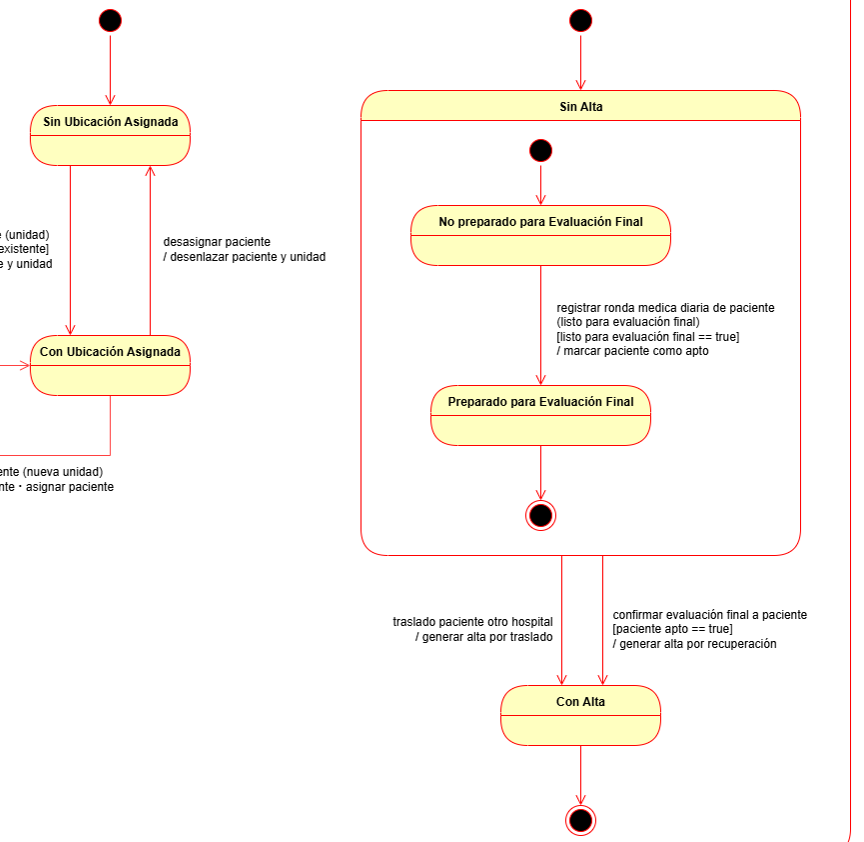 Sin Ubicación Asignada
(unidad)
existente]
y unidad
desasignar paciente
/ desenlazar paciente y unidad
Con Ubicación Asignada
(nueva unidad)
· asignar paciente
Sin Alta
No preparado para Evaluación Final
registrar ronda medica diaria de paciente
(listo para evaluación final)
[listo para evaluación final == true]
/ marcar paciente como apto
Preparado para Evaluación Final
traslado paciente otro hospital
/ generar alta por traslado
confirmar evaluación final a paciente
[paciente apto == true]
/ generar alta por recuperación
Con Alta